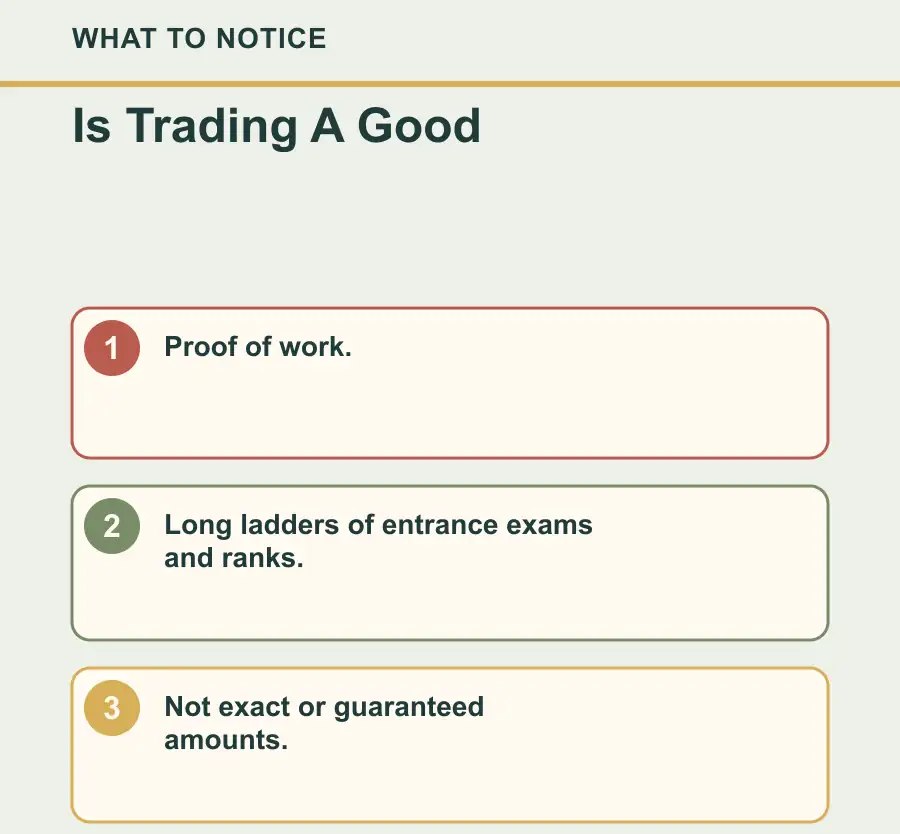 WHAT TO NOTICE
Is Trading A Good
1
Proof of work.
2
Long ladders of entrance exams
and ranks.
3
Not exact or guaranteed
amounts.